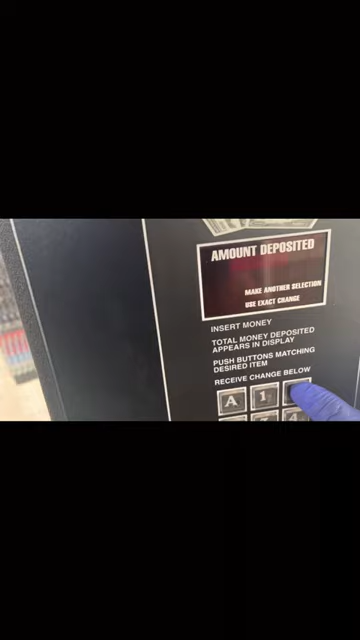 AMOUNT DEPOSITED
MAKE ANOTHER SELECTION
USE EXACT CHANGE
INSERT MONEY
TOTAL MONEY DEPOSITED
APPEARS IN DISPLAY
PUSH BUTTONS MATCHING
DESIRED ITEM
RECEIVE CHANGE BELOW
A 1